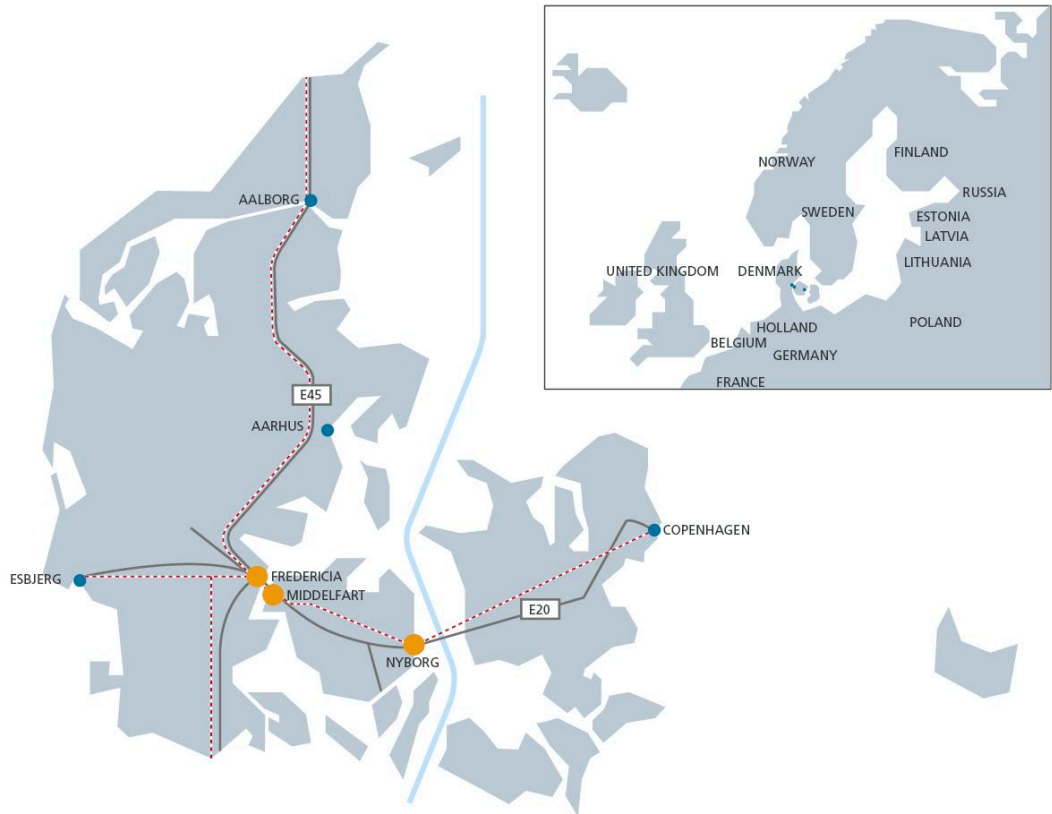 AALBORG
E45
AARHUS
COPENHAGEN
ESBJERG
FREDERICIA
MIDDELFART
E20
NYBORG
NORWAY
FINLAND
RUSSIA
SWEDEN
ESTONIA
LATVIA
LITHUANIA
UNITED KINGDOM
DENMARK
POLAND
HOLLAND
BELGIUM
GERMANY
FRANCE